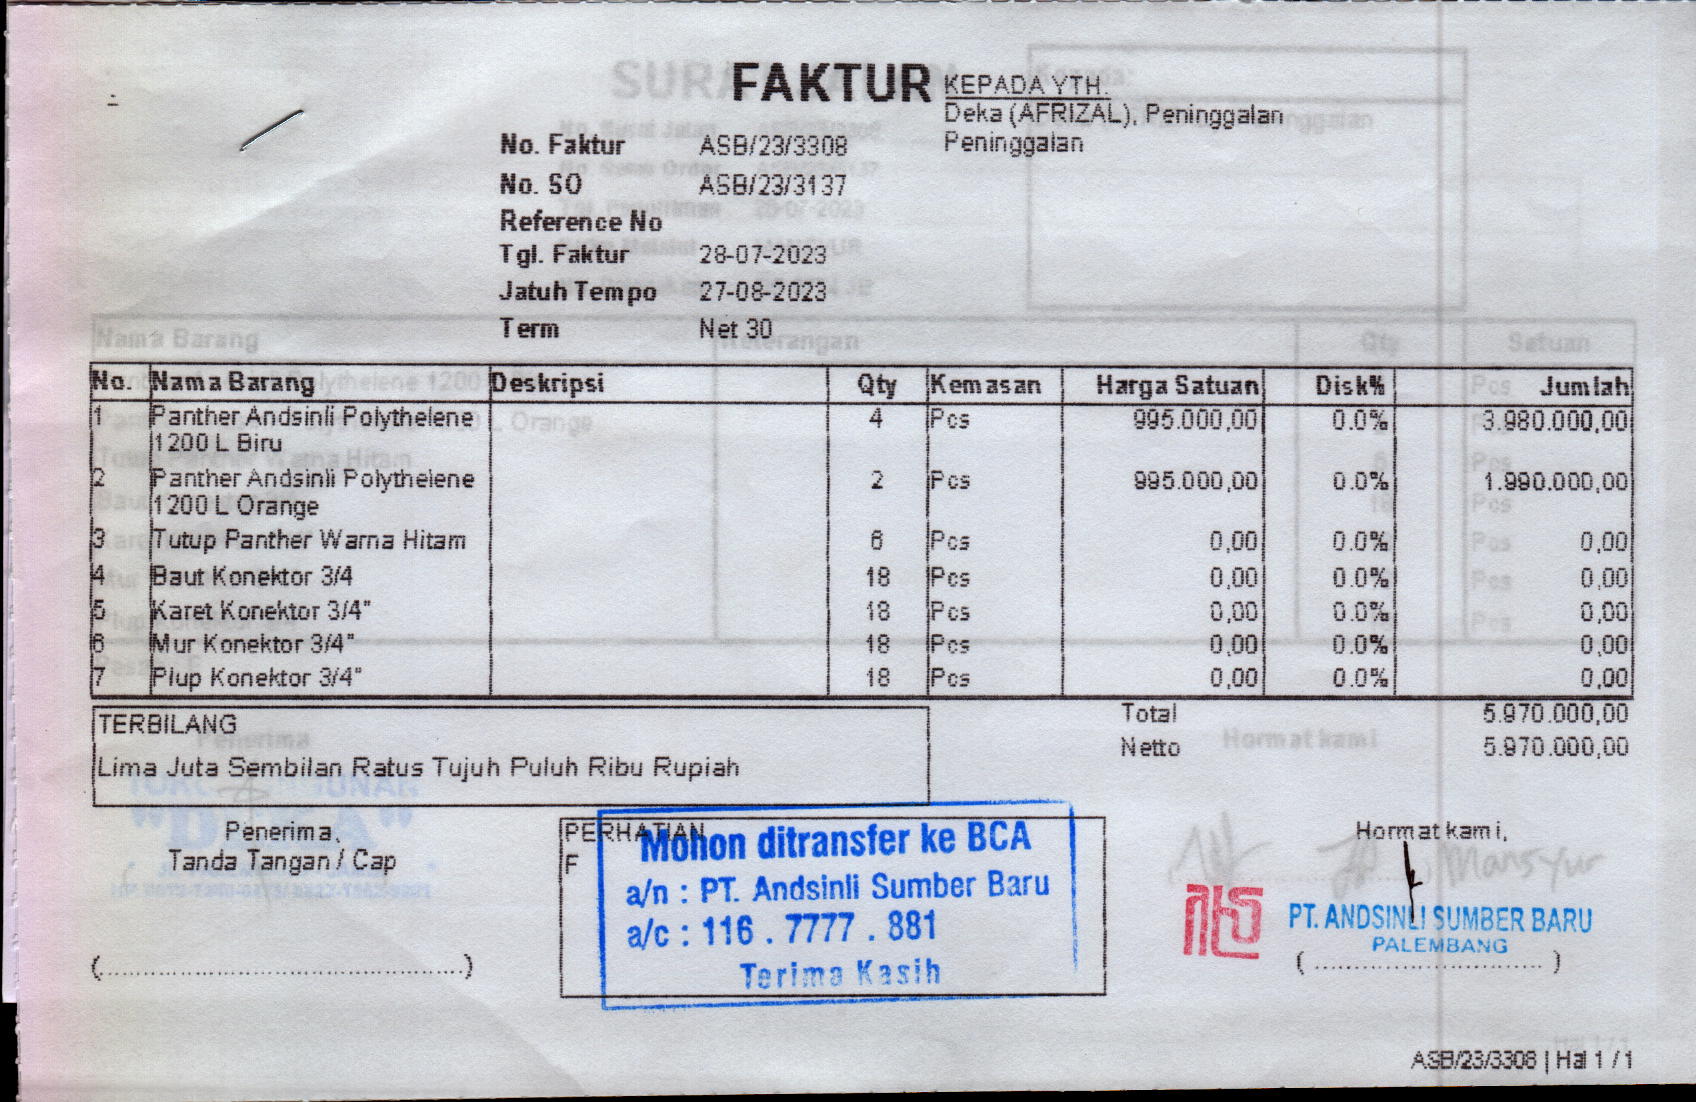 FAKTUR
KEPADA YTH.
Deka (AFRIZAL), Peninggalan
Peninggalan
No. Faktur ASB/23/3308
No. SO ASB/23/3137
Reference No
Tgl. Faktur 28-07-2023
Jatuh Tempo 27-08-2023
Term Net 30
No. Nama Barang Deskripsi Qty Kemasan Harga Satuan Disk% Jumlah
1 Panther Andsinli Polythelene 4 Pcs 995.000,00 0.0% 3.980.000,00
1200 L Biru
2 Panther Andsinli Polythelene 2 Pcs 995.000,00 0.0% 1.990.000,00
1200 L Orange
3 Tutup Panther Warna Hitam 6 Pcs 0,00 0.0% 0,00
4 Baut Konektor 3/4 18 Pcs 0,00 0.0% 0,00
5 Karet Konektor 3/4" 18 Pcs 0,00 0.0% 0,00
6 Mur Konektor 3/4" 18 Pcs 0,00 0.0% 0,00
7 Plup Konektor 3/4" 18 Pcs 0,00 0.0% 0,00
Total 5.970.000,00
Netto 5.970.000,00
TERBILANG
Lima Juta Sembilan Ratus Tujuh Puluh Ribu Rupiah
Penerima,
Tanda Tangan / Cap
(..............................................)
PERHATIAN
F
Mohon ditransfer ke BCA
a/n : PT. Andsinli Sumber Baru
a/c : 116 . 7777 . 881
Terima Kasih
Hormat kami,
Mansyur
PT. ANDSINLI SUMBER BARU
PALEMBANG
(.............................)
ASB/23/3308 | Hal 1 / 1